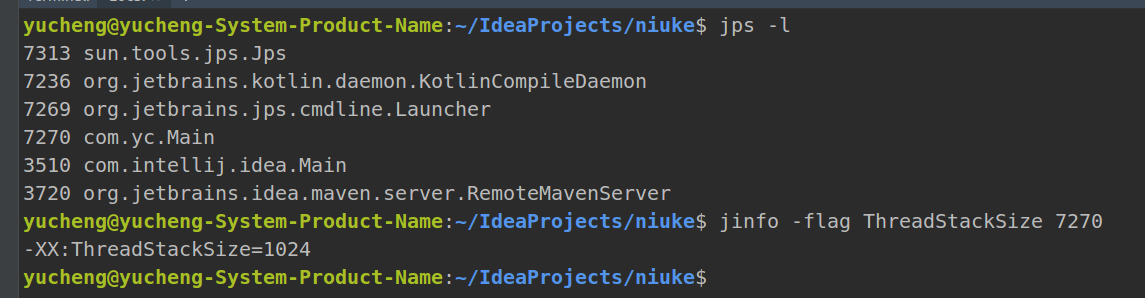 yucheng@yucheng-System-Product-Name:~/IdeaProjects/niuke$ jps -l
7313 sun.tools.jps.Jps
7236 org.jetbrains.kotlin.daemon.KotlinCompileDaemon
7269 org.jetbrains.jps.cmdline.Launcher
7270 com.yc.Main
3510 com.intellij.idea.Main
3720 org.jetbrains.idea.maven.server.RemoteMavenServer
yucheng@yucheng-System-Product-Name:~/IdeaProjects/niuke$ jinfo -flag ThreadStackSize 7270
-XX:ThreadStackSize=1024
yucheng@yucheng-System-Product-Name:~/IdeaProjects/niuke$